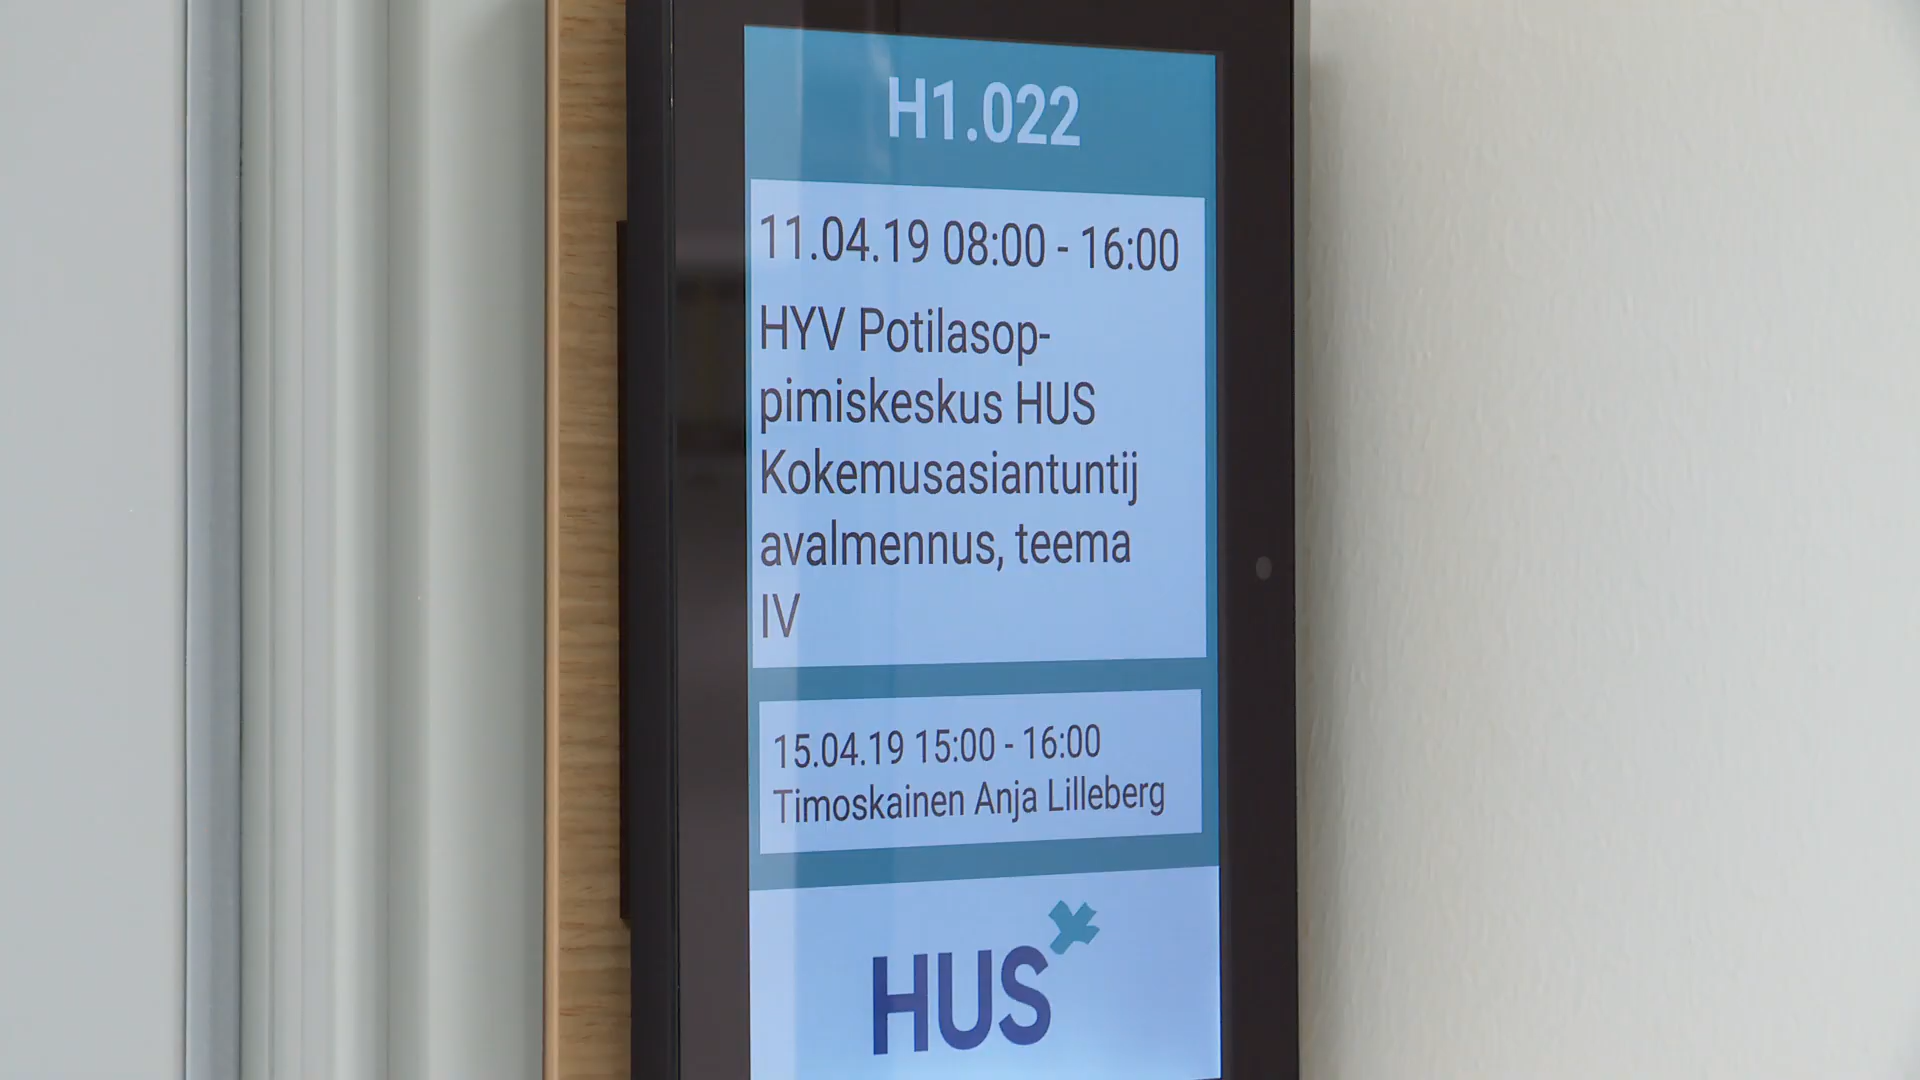 H1.022
11.04.19 08:00 - 16:00
HYV Potilasop-
pimiskeskus HUS
Kokemusasiantuntij
avalmennus, teema
IV
15.04.19 15:00 - 16:00
Timoskainen Anja Lilleberg
HUS